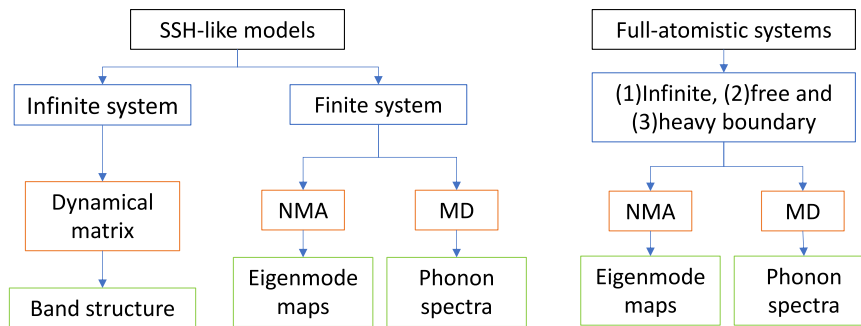 SSH-like models
Full-atomistic systems
Infinite system
Finite system
(1)Infinite, (2)free and
(3)heavy boundary
Dynamical
matrix
NMA
MD
NMA
MD
Band structure
Eigenmode
maps
Phonon
spectra
Eigenmode
maps
Phonon
spectra